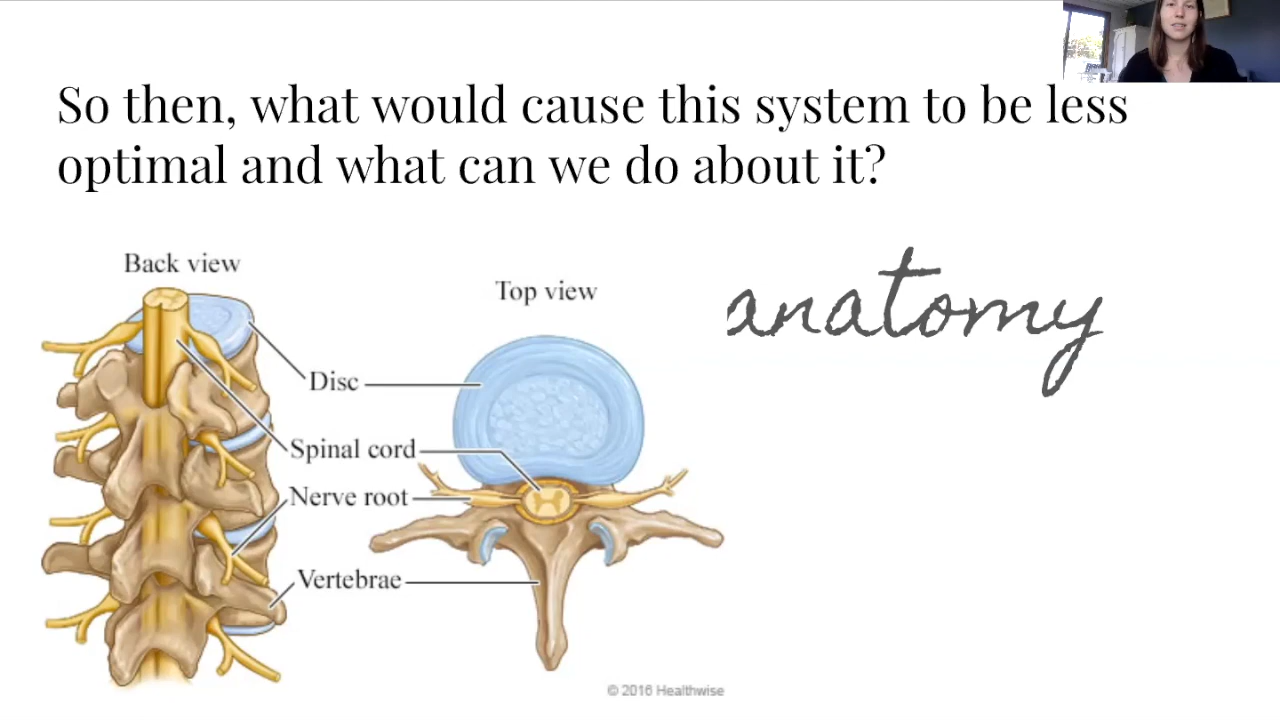 So then, what would cause this system to be less
optimal and what can we do about it?
Back view
Top view
anatomy
Disc
Spinal cord
Nerve root
Vertebrae
© 2016 Healthwise